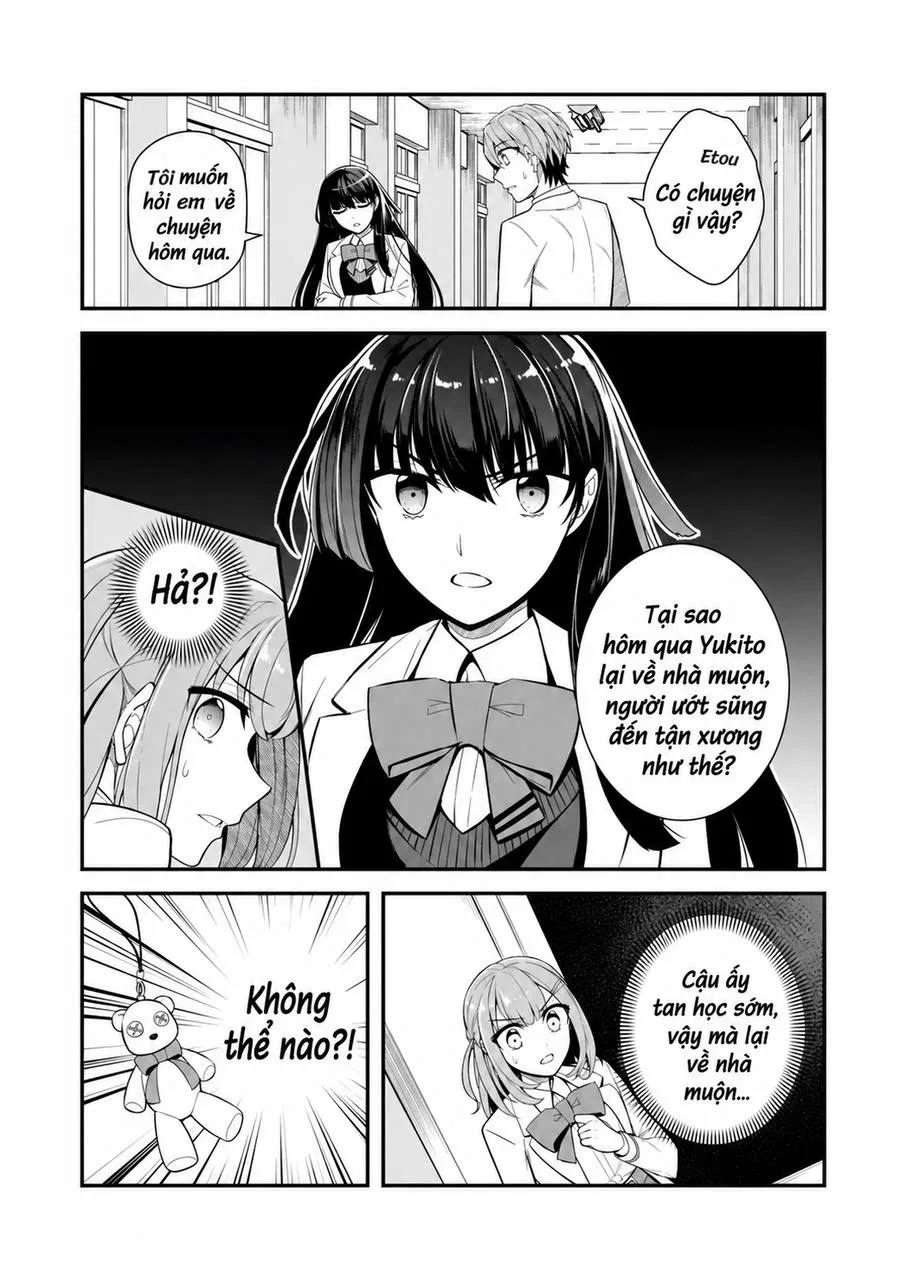 Etou
Có chuyện
gì vậy?
Tôi muốn
hỏi em về
chuyện
hôm qua.
Tại sao
hôm qua Yukito
lại về nhà muộn,
người ướt sũng
đến tận xương
như thế?
Hả?!
Cậu ấy
tan học sớm,
vậy mà lại
về nhà
muộn...
Không
thể nào?!